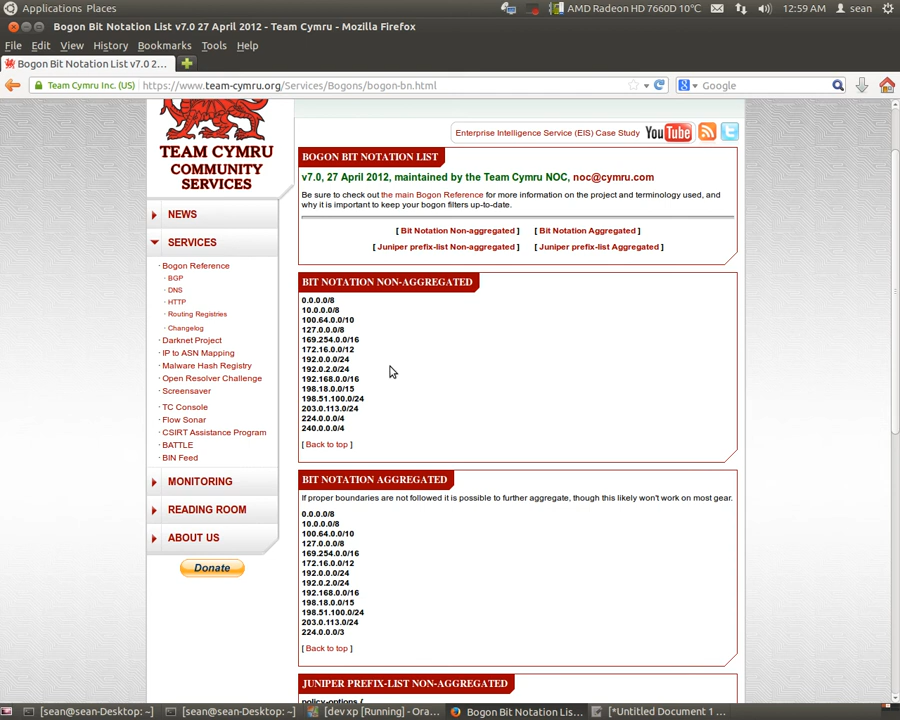 Applications Places
AMD Radeon HD 7660D 10°C
12:59 AM
sean
Bogon Bit Notation List v7.0 27 April 2012 - Team Cymru - Mozilla Firefox
File Edit View History Bookmarks Tools Help
Bogon Bit Notation List v7.0 2...
Team Cymru Inc. (US)
https://www.team-cymru.org/Services/Bogons/bogon-bn.html
Google
TEAM CYMRU
COMMUNITY
SERVICES
NEWS
SERVICES
· Bogon Reference
· BGP
· DNS
· HTTP
· Routing Registries
· Changelog
· Darknet Project
· IP to ASN Mapping
· Malware Hash Registry
· Open Resolver Challenge
· Screensaver
· TC Console
· Flow Sonar
· CSIRT Assistance Program
· BATTLE
· BIN Feed
MONITORING
READING ROOM
ABOUT US
Donate
Enterprise Intelligence Service (EIS) Case Study
YouTube
BOGON BIT NOTATION LIST
v7.0, 27 April 2012, maintained by the Team Cymru NOC, noc@cymru.com
Be sure to check out the main Bogon Reference for more information on the project and terminology used, and
why it is important to keep your bogon filters up-to-date.
[ Bit Notation Non-aggregated ] [ Bit Notation Aggregated ]
[ Juniper prefix-list Non-aggregated ] [ Juniper prefix-list Aggregated ]
BIT NOTATION NON-AGGREGATED
0.0.0.0/8
10.0.0.0/8
100.64.0.0/10
127.0.0.0/8
169.254.0.0/16
172.16.0.0/12
192.0.0.0/24
192.0.2.0/24
192.168.0.0/16
198.18.0.0/15
198.51.100.0/24
203.0.113.0/24
224.0.0.0/4
240.0.0.0/4
[ Back to top ]
BIT NOTATION AGGREGATED
If proper boundaries are not followed it is possible to further aggregate, though this likely won't work on most gear.
0.0.0.0/8
10.0.0.0/8
100.64.0.0/10
127.0.0.0/8
169.254.0.0/16
172.16.0.0/12
192.0.0.0/24
192.0.2.0/24
192.168.0.0/16
198.18.0.0/15
198.51.100.0/24
203.0.113.0/24
224.0.0.0/3
[ Back to top ]
JUNIPER PREFIX-LIST NON-AGGREGATED
policy-options {
[sean@sean-Desktop: ~]
[sean@sean-Desktop: ~]
[dev xp [Running] - Ora...
Bogon Bit Notation Lis...
[*Untitled Document 1 ...